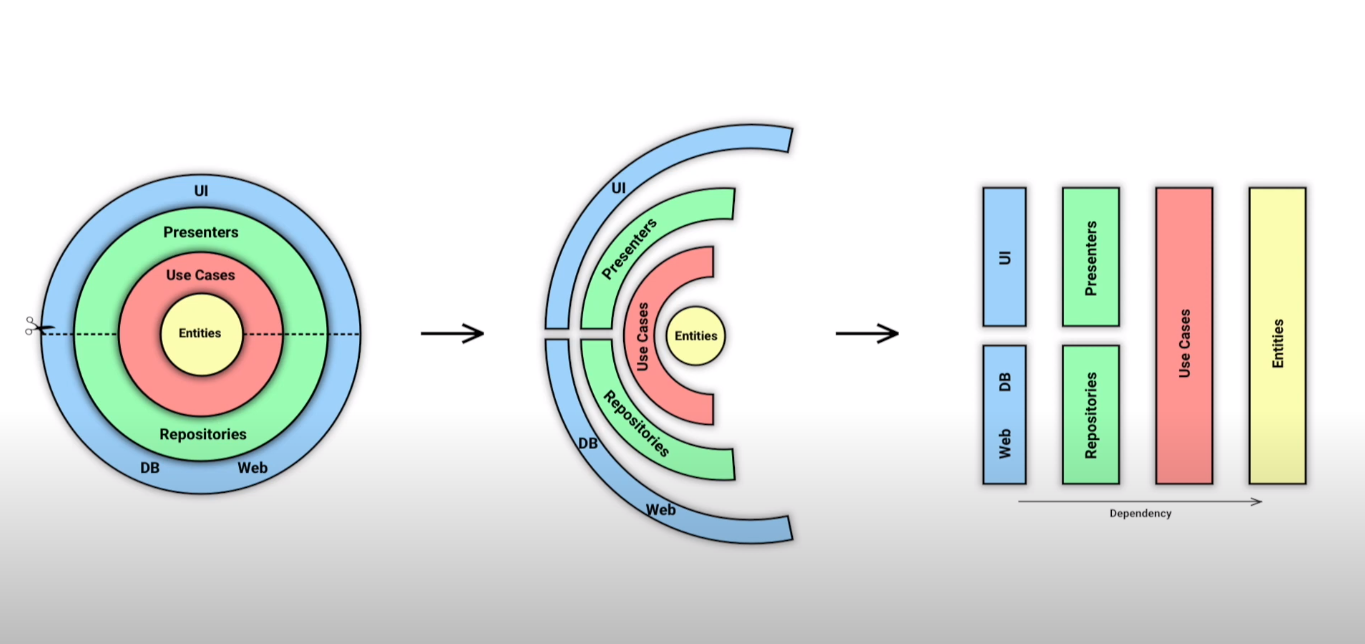 UI
Presenters
Use Cases
Entities
Repositories
DB
Web
UI
Presenters
Use Cases
Entities
Repositories
DB
Web
UI
Presenters
DB
Web
Repositories
Use Cases
Entities
Dependency